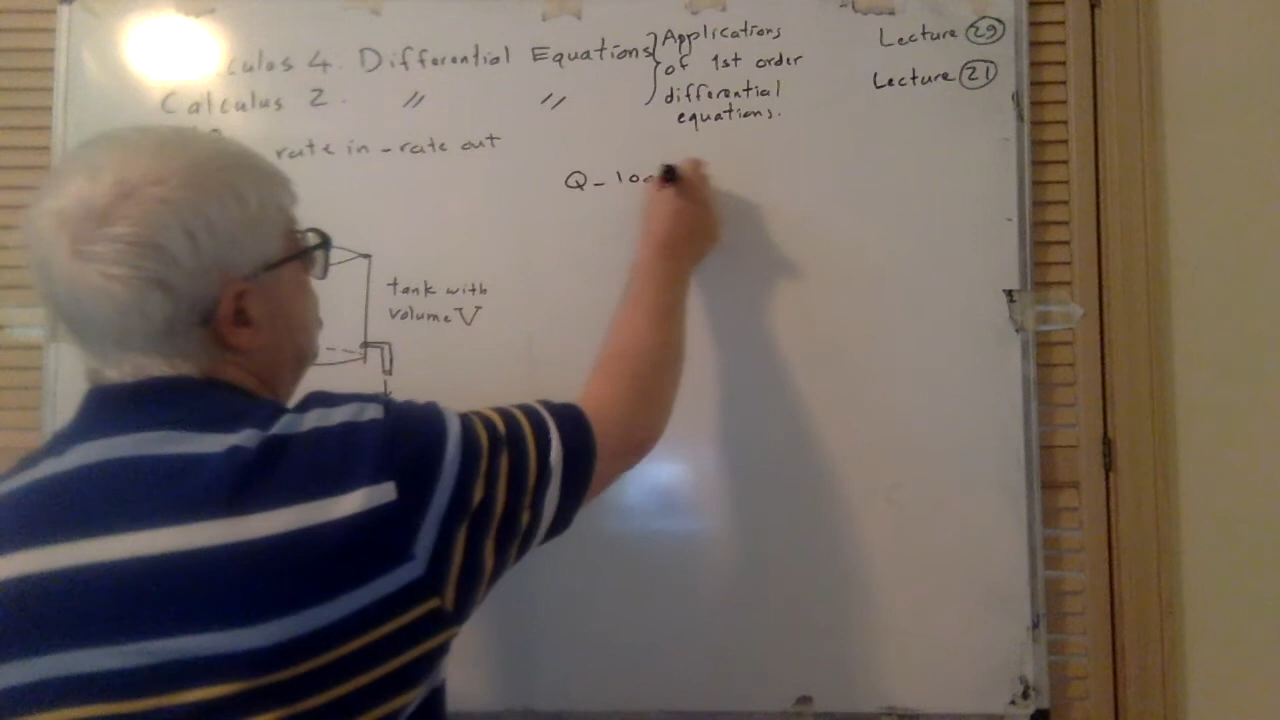 culus 4. Differential Equations } Applications
of 1st order
differential
equations.
Lecture 29
Calculus 2. " "
Lecture 21
rate in - rate out
Q - 100
tank with
volume V